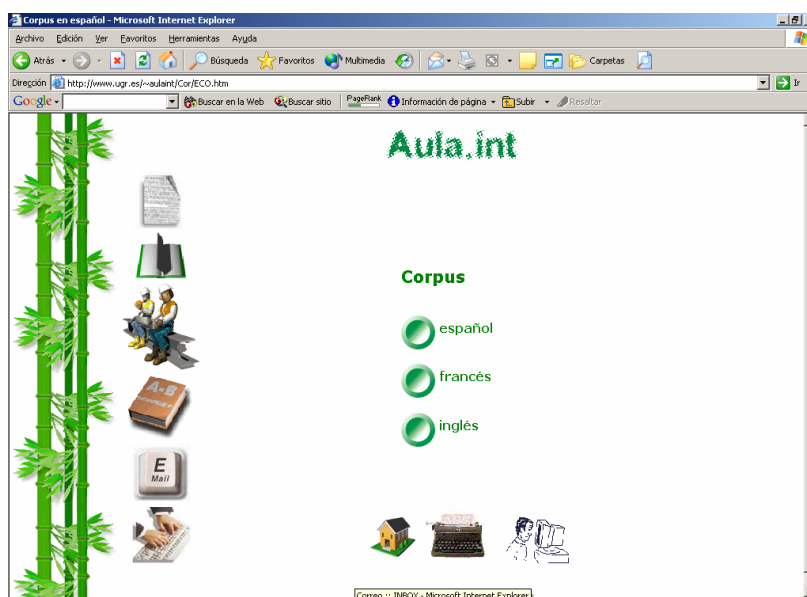 Corpus en español - Microsoft Internet Explorer
Archivo Edición Ver Favoritos Herramientas Ayuda
Atrás Búsqueda Favoritos Multimedia Carpetas
Dirección http://www.ugr.es/~aulaint/Cor/ECO.htm Ir
Google Buscar en la Web Buscar sitio PageRank Información de página Subir Resaltar
Aula.int
Corpus
español
francés
inglés
A-B
E
Mail
Correo :: INBOX - Microsoft Internet Explorer